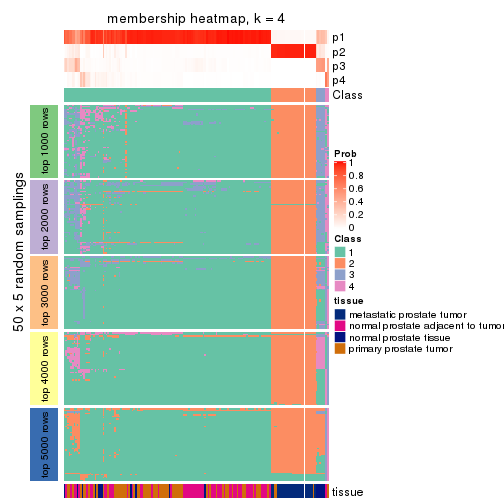 membership heatmap, k = 4
p1
p2
p3
p4
Class
50 x 5 random samplings
top 1000 rows
top 2000 rows
top 3000 rows
top 4000 rows
top 5000 rows
Prob
1
0.8
0.6
0.4
0.2
0
Class
1
2
3
4
tissue
metastatic prostate tumor
normal prostate adjacent to tumor
normal prostate tissue
primary prostate tumor
tissue